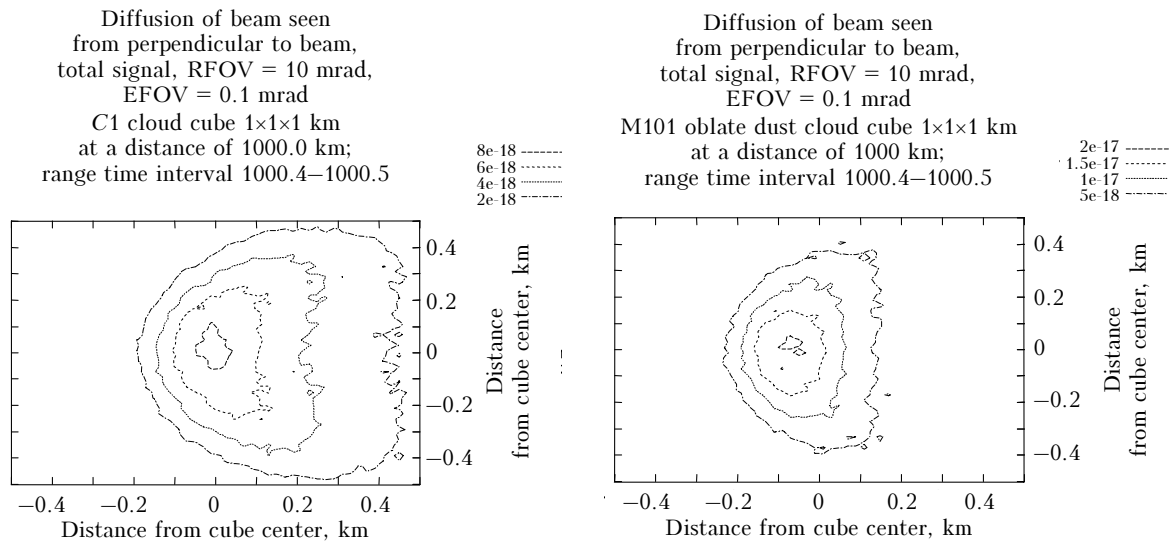 Diffusion of beam seen
from perpendicular to beam,
total signal, RFOV = 10 mrad,
EFOV = 0.1 mrad
C1 cloud cube 1×1×1 km
at a distance of 1000.0 km;
range time interval 1000.4–1000.5
8e-18
6e-18
4e-18
2e-18
0.4
0.2
0
−0.2
−0.4
Distance
from cube center, km
−0.4 −0.2 0 0.2 0.4
Distance from cube center, km
Diffusion of beam seen
from perpendicular to beam,
total signal, RFOV = 10 mrad,
EFOV = 0.1 mrad
M101 oblate dust cloud cube 1×1×1 km
at a distance of 1000 km;
range time interval 1000.4–1000.5
2e-17
1.5e-17
1e-17
5e-18
0.4
0.2
0
−0.2
−0.4
Distance
from cube center, km
−0.4 −0.2 0 0.2 0.4
Distance from cube center, km